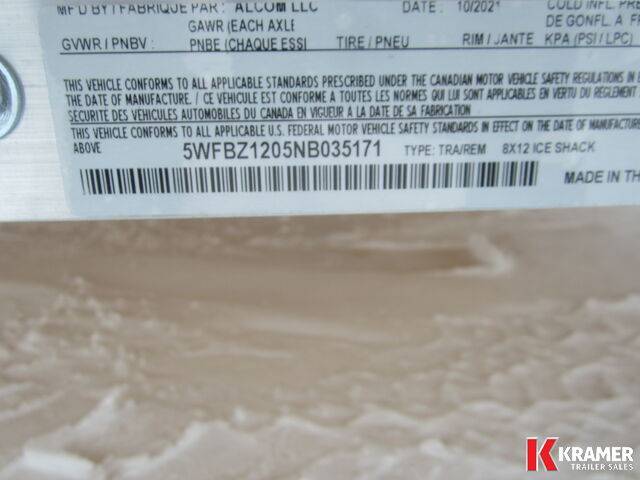 MF'D BY / FABRIQUÉ PAR: ALCOM LLC DATE: 10/2021 COLD INFL. PRE
GAWR (EACH AXLE DE GONFL. A F
GVWR / PNBV: PNBE (CHAQUE ESSI TIRE / PNEU RIM / JANTE KPA (PSI / LPC)
THIS VEHICLE CONFORMS TO ALL APPLICABLE STANDARDS PRESCRIBED UNDER THE CANADIAN MOTOR VEHICLE SAFETY REGULATIONS IN
THE DATE OF MANUFACTURE. / CE VEHICULE EST CONFORME A TOUTES LES NORMES QUI LUI SONT APPLICABLES EN VERTU DU RÈGLEMENT
SECURITE DES VEHICULES AUTOMOBILES DU CANADA EN VIGUEUR A LA DATE DE SA FABRICATION
THIS VEHICLE CONFORMS TO ALL APPLICABLE U.S. FEDERAL MOTOR VEHICLE SAFETY STANDARDS IN EFFECT ON THE DATE OF MANUFA
ABOVE 5WFBZ1205NB035171 TYPE: TRA/REM 8X12 ICE SHACK
MADE IN TH
KRAMER
TRAILER SALES